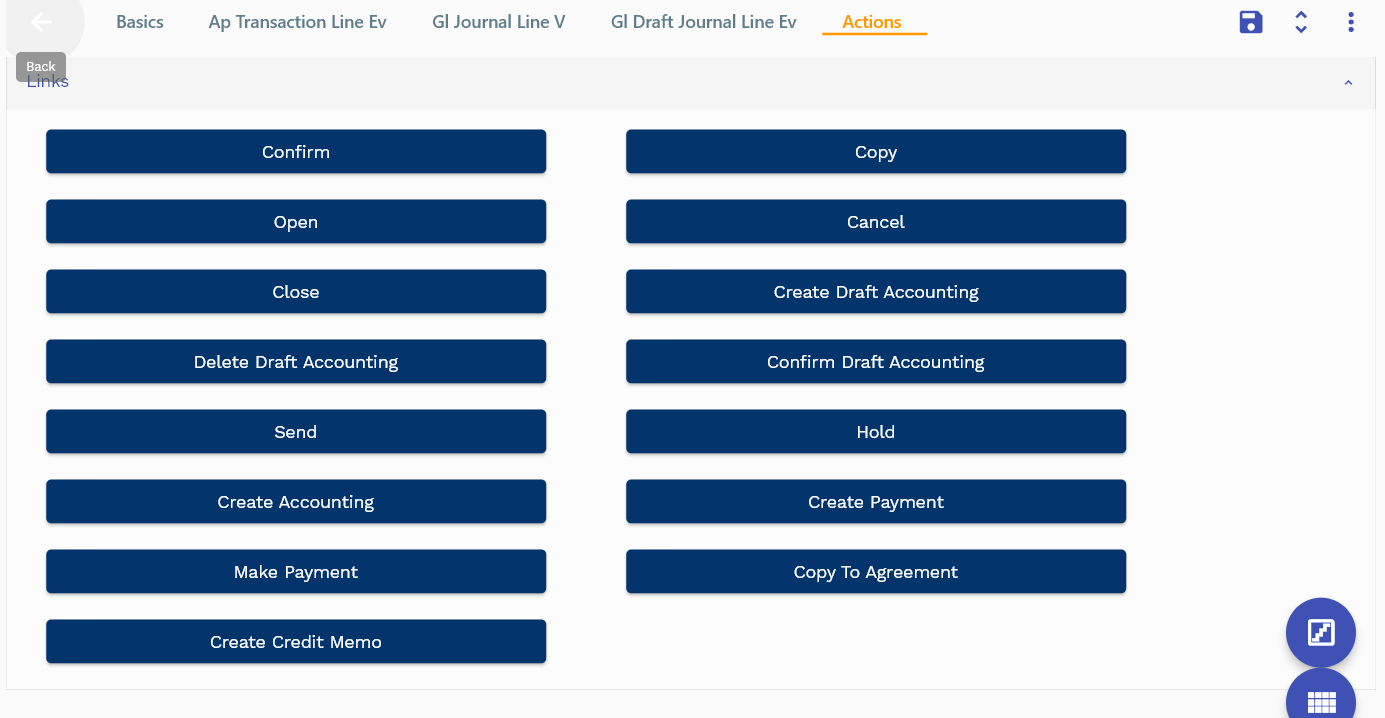 Basics Ap Transaction Line Ev Gl Journal Line V Gl Draft Journal Line Ev Actions
Back
Links
Confirm Copy
Open Cancel
Close Create Draft Accounting
Delete Draft Accounting Confirm Draft Accounting
Send Hold
Create Accounting Create Payment
Make Payment Copy To Agreement
Create Credit Memo